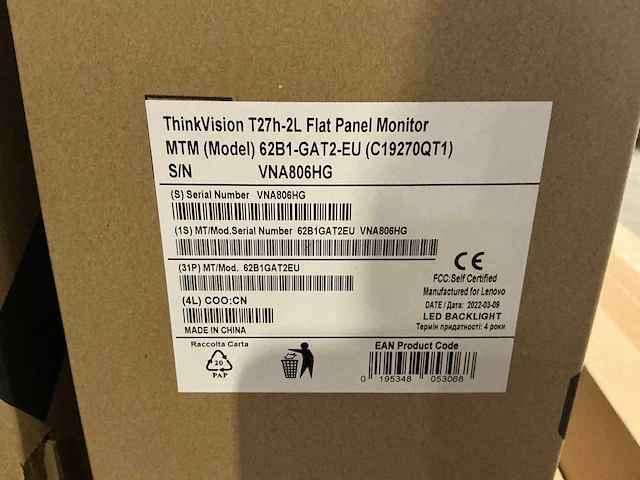 ThinkVision T27h-2L Flat Panel Monitor
MTM (Model) 62B1-GAT2-EU (C19270QT1)
S/N VNA806HG
(S) Serial Number VNA806HG
(1S) MT/Mod.Serial Number 62B1GAT2EU VNA806HG
(31P) MT/Mod. 62B1GAT2EU
(4L) COO:CN
MADE IN CHINA
CE
FCC:Self Certified
Manufactured for Lenovo
DATE / Дата: 2022-03-09
LED BACKLIGHT
Термін придатності: 4 роки
Raccolta Carta
20
PAP
EAN Product Code
0 195348 053068